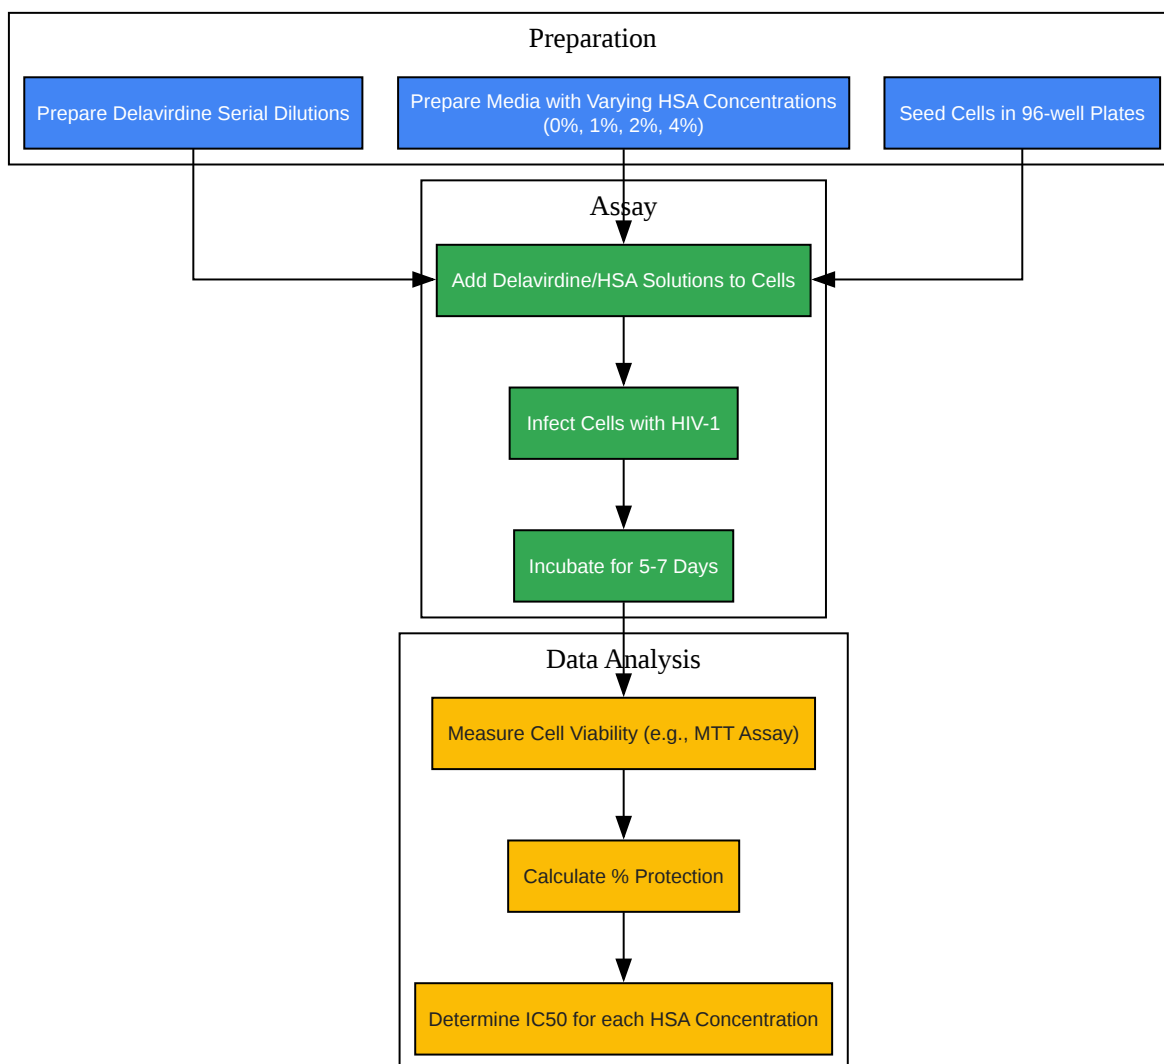 Preparation
Prepare Delavirdine Serial Dilutions
Prepare Media with Varying HSA Concentrations
(0%, 1%, 2%, 4%)
Seed Cells in 96-well Plates
Assay
Add Delavirdine/HSA Solutions to Cells
Infect Cells with HIV-1
Incubate for 5-7 Days
Data Analysis
Measure Cell Viability (e.g., MTT Assay)
Calculate % Protection
Determine IC50 for each HSA Concentration